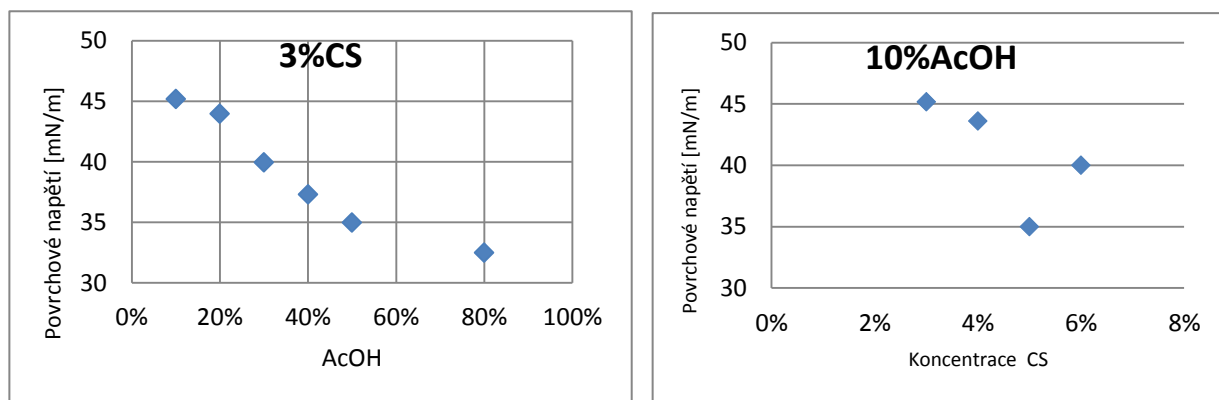 3%CS
Povrchové napětí [mN/m]
50
45
40
35
30
0% 20% 40% 60% 80% 100%
AcOH
10%AcOH
Povrchové napětí [mN/m]
50
45
40
35
30
0% 2% 4% 6% 8%
Koncentrace CS